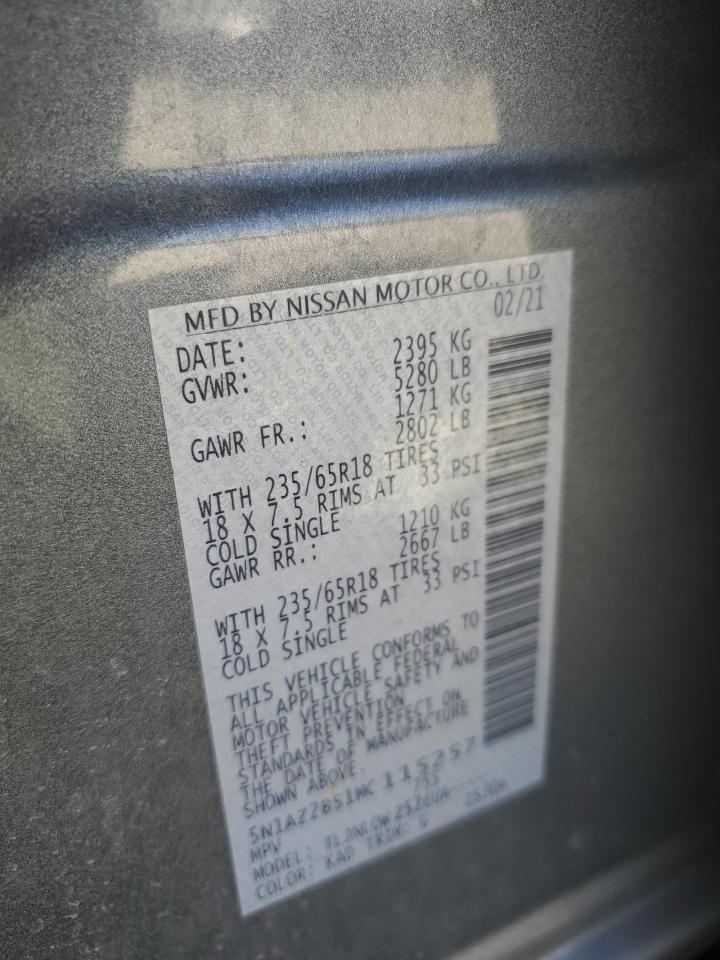 MFD BY NISSAN MOTOR CO., LTD.
DATE: 02/21
GVWR: 2395 KG
5280 LB
GAWR FR.: 1271 KG
2802 LB
WITH 235/65R18 TIRES
18 X 7.5 RIMS AT 33 PSI
COLD SINGLE
GAWR RR.: 1210 KG
2667 LB
WITH 235/65R18 TIRES
18 X 7.5 RIMS AT 33 PSI
COLD SINGLE
THIS VEHICLE CONFORMS TO
ALL APPLICABLE FEDERAL
MOTOR VEHICLE SAFETY AND
THEFT PREVENTION
STANDARDS IN EFFECT ON
THE DATE OF MANUFACTURE
SHOWN ABOVE.
5N1AZ2BS1MC 115257
MPV
MODEL:
COLOR: KAD TRIM: G